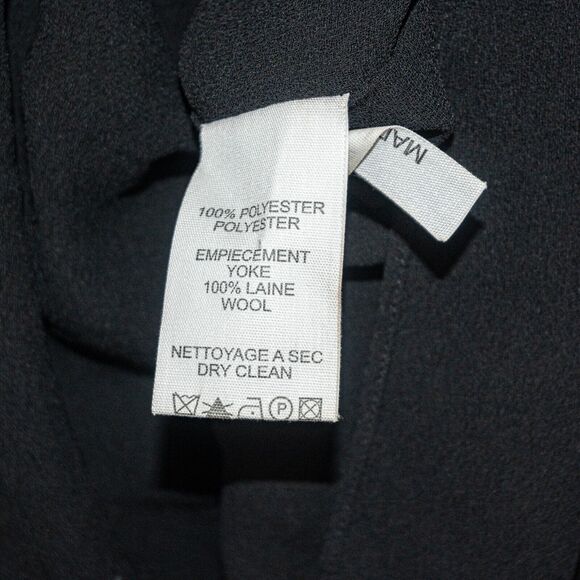 100% POLYESTER
POLYESTER
EMPIECEMENT
YOKE
100% LAINE
WOOL
NETTOYAGE A SEC
DRY CLEAN
P